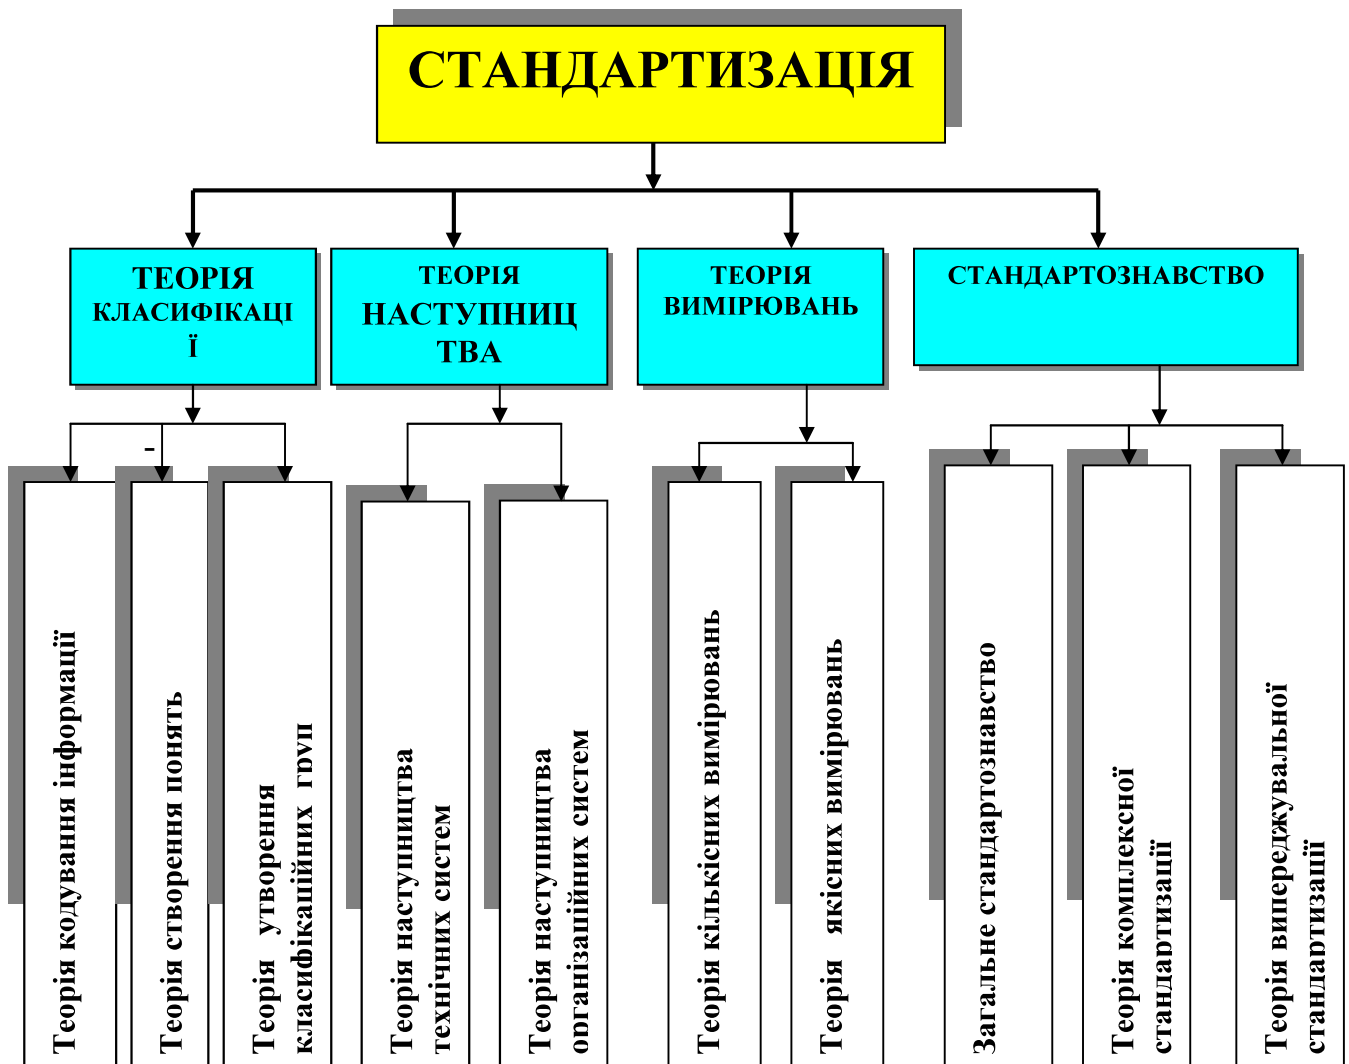 СТАНДАРТИЗАЦІЯ
ТЕОРІЯ
КЛАСИФІКАЦІ
Ї
ТЕОРІЯ
НАСТУПНИЦ
ТВА
ТЕОРІЯ
ВИМІРЮВАНЬ
СТАНДАРТОЗНАВСТВО
-
Теорія кодування інформації
Теорія створення понять
Теорія утворення
класифікаційних груп
Теорія наступництва
технічних систем
Теорія наступництва
організаційних систем
Теорія кількісних вимірювань
Теорія якісних вимірювань
Загальне стандартознавство
Теорія комплексної
стандартизації
Теорія випереджувальної
стандартизації